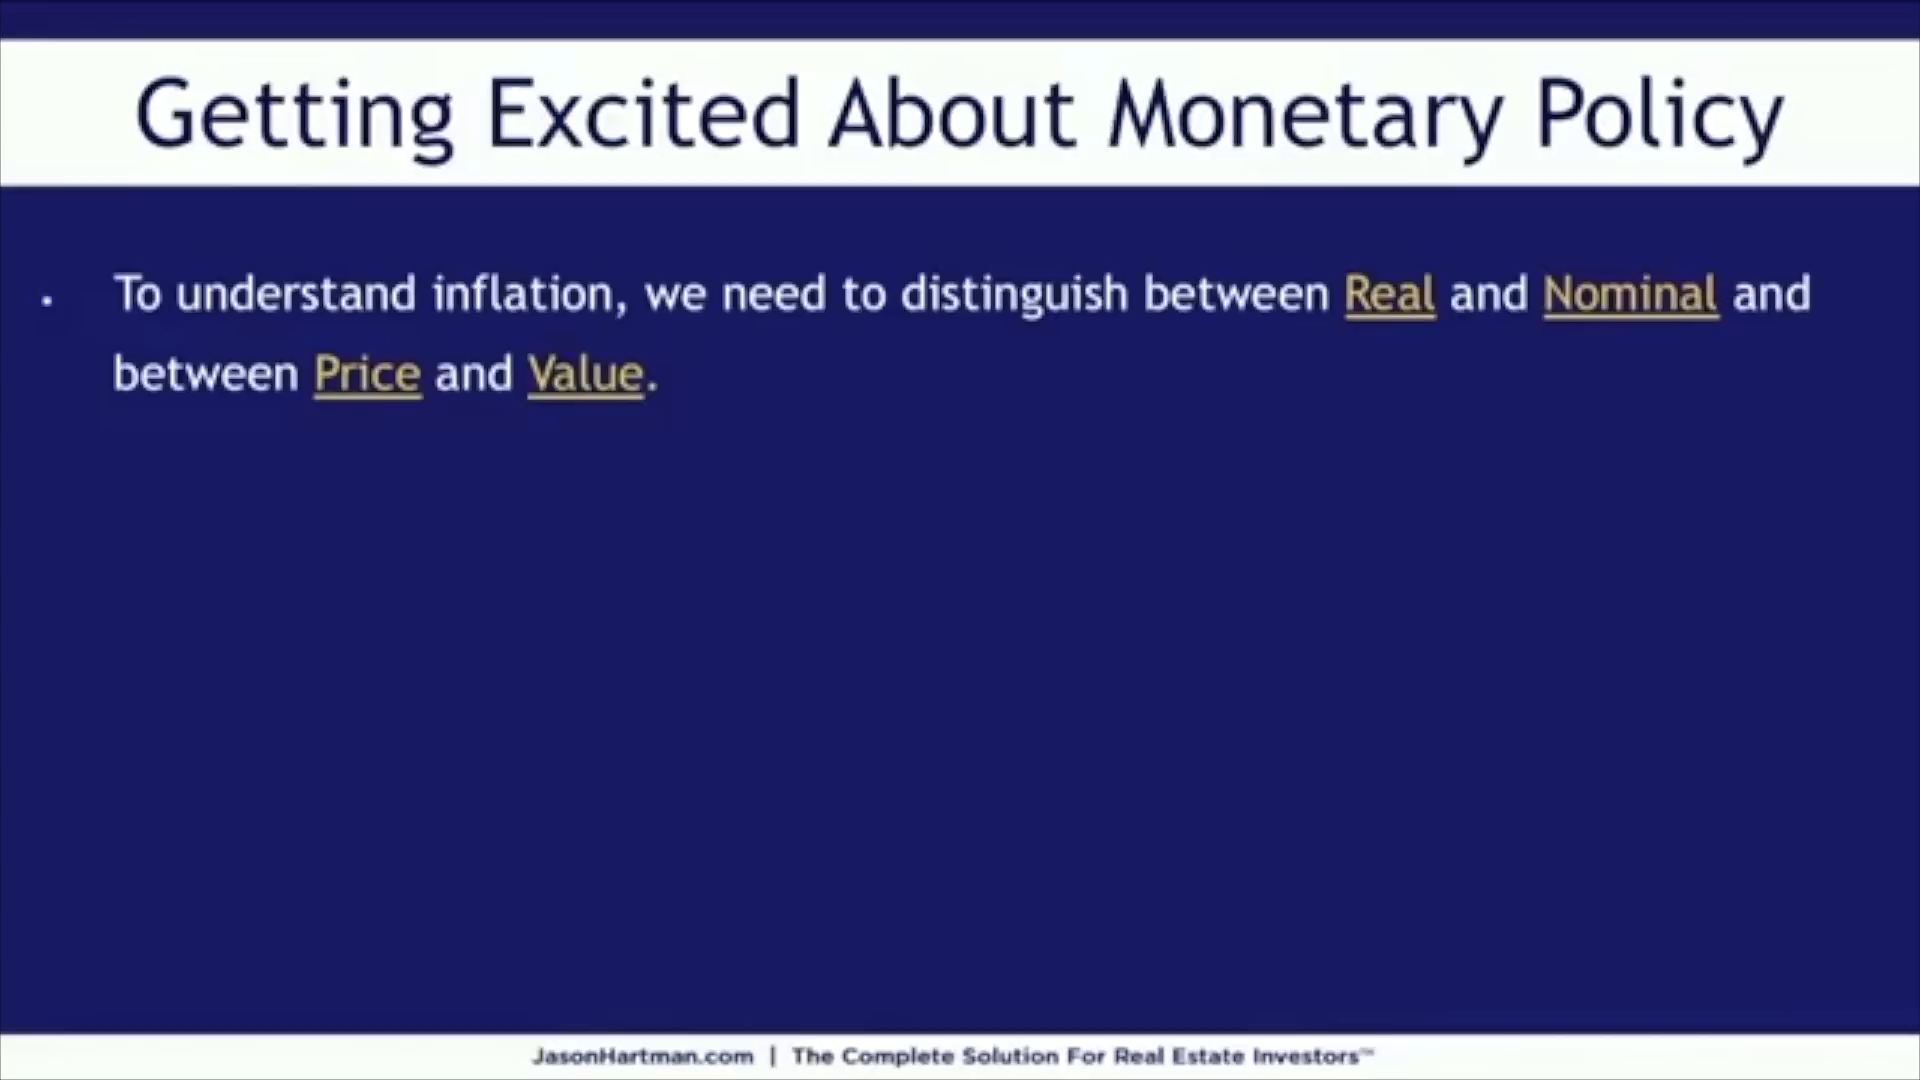 Getting Excited About Monetary Policy
· To understand inflation, we need to distinguish between Real and Nominal and
between Price and Value.
JasonHartman.com | The Complete Solution For Real Estate Investors™